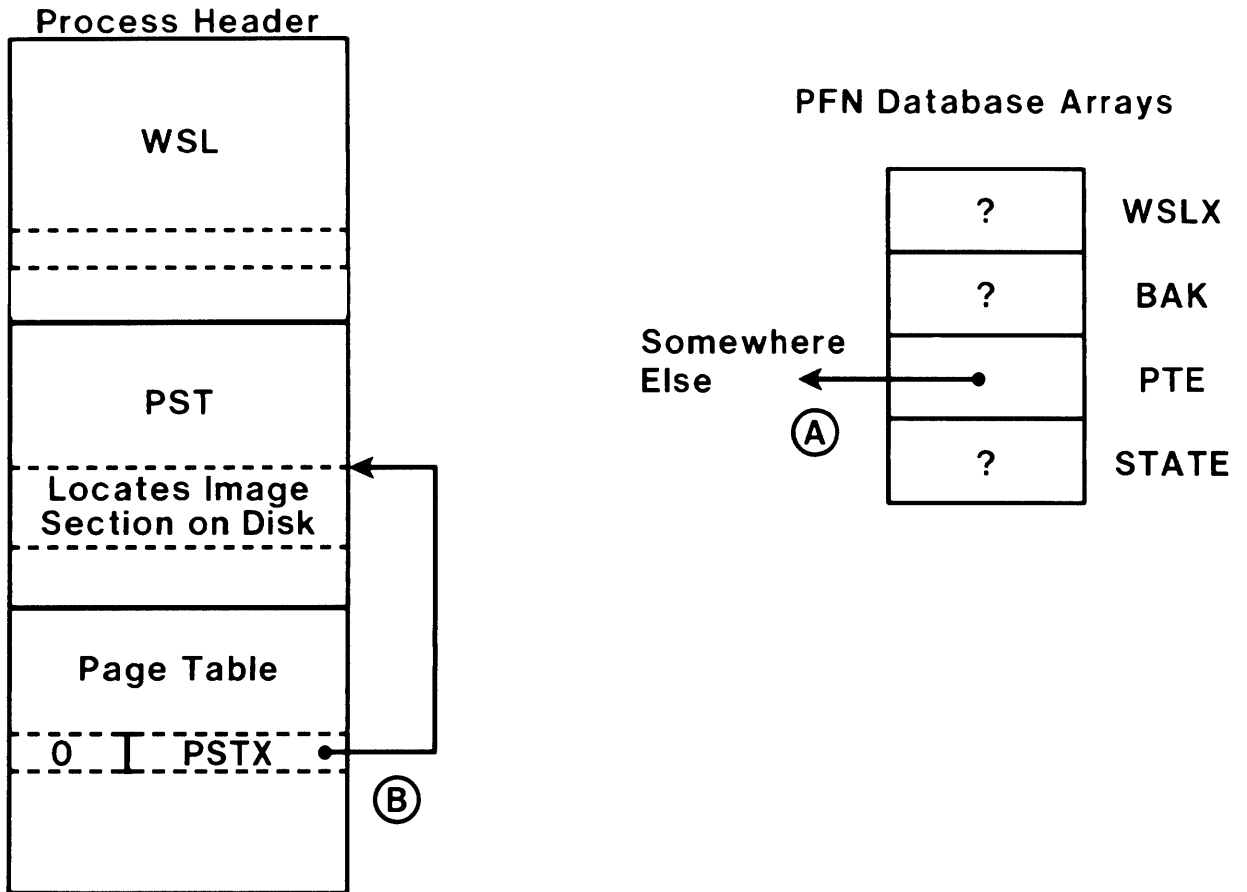 Process Header
WSL
PST
Locates Image
Section on Disk
Page Table
0 PSTX
B
PFN Database Arrays
? WSLX
? BAK
Somewhere
Else
A
PTE
? STATE